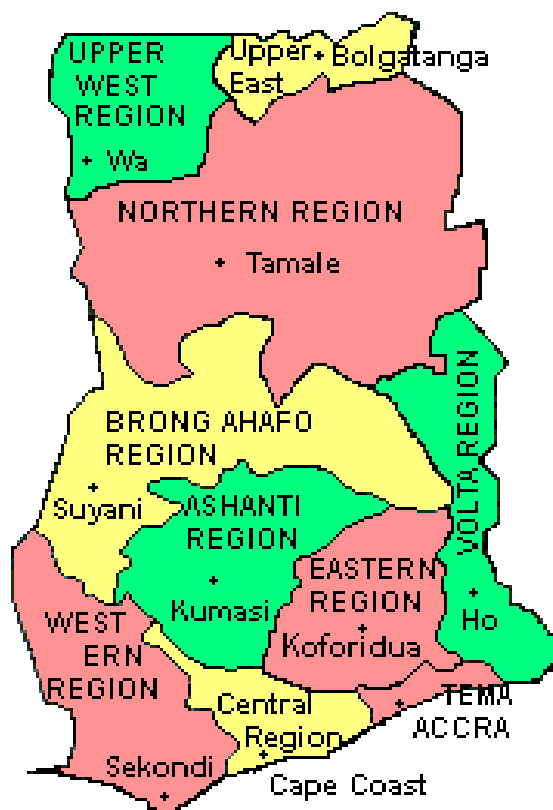 UPPER
WEST
REGION
Wa
Upper
East
Bolgatanga
NORTHERN REGION
Tamale
BRONG AHAFO
REGION
Suyani
VOLTA REGION
Ho
ASHANTI
REGION
Kumasi
EASTERN
REGION
Koforidua
WEST
ERN
REGION
Sekondi
Central
Region
Cape Coast
TEMA
ACCRA